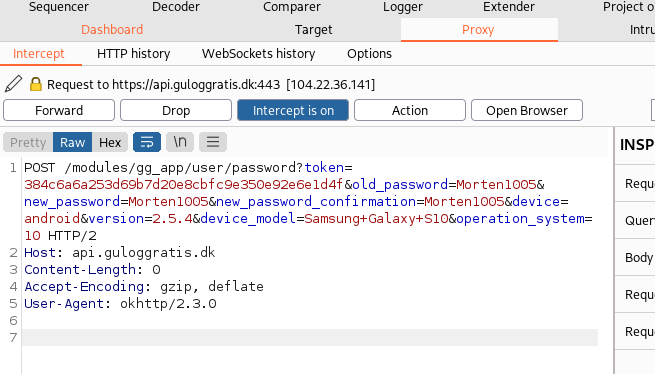 Sequencer Decoder Comparer Logger Extender Project o
Dashboard Target Proxy Intru
Intercept HTTP history WebSockets history Options
Request to https://api.guloggratis.dk:443 [104.22.36.141]
Forward Drop Intercept is on Action Open Browser
Pretty Raw Hex \n INSP
1 POST /modules/gg_app/user/password?token=
384c6a6a253d69b7d20e8cbfc9e350e92e6e1d4f&old_password=Morten1005&
new_password=Morten1005&new_password_confirmation=Morten1005&device=
android&version=2.5.4&device_model=Samsung+Galaxy+S10&operation_system=
10 HTTP/2
2 Host: api.guloggratis.dk
3 Content-Length: 0
4 Accept-Encoding: gzip, deflate
5 User-Agent: okhttp/2.3.0
6
7
Reque
Query
Body
Reque
Reque